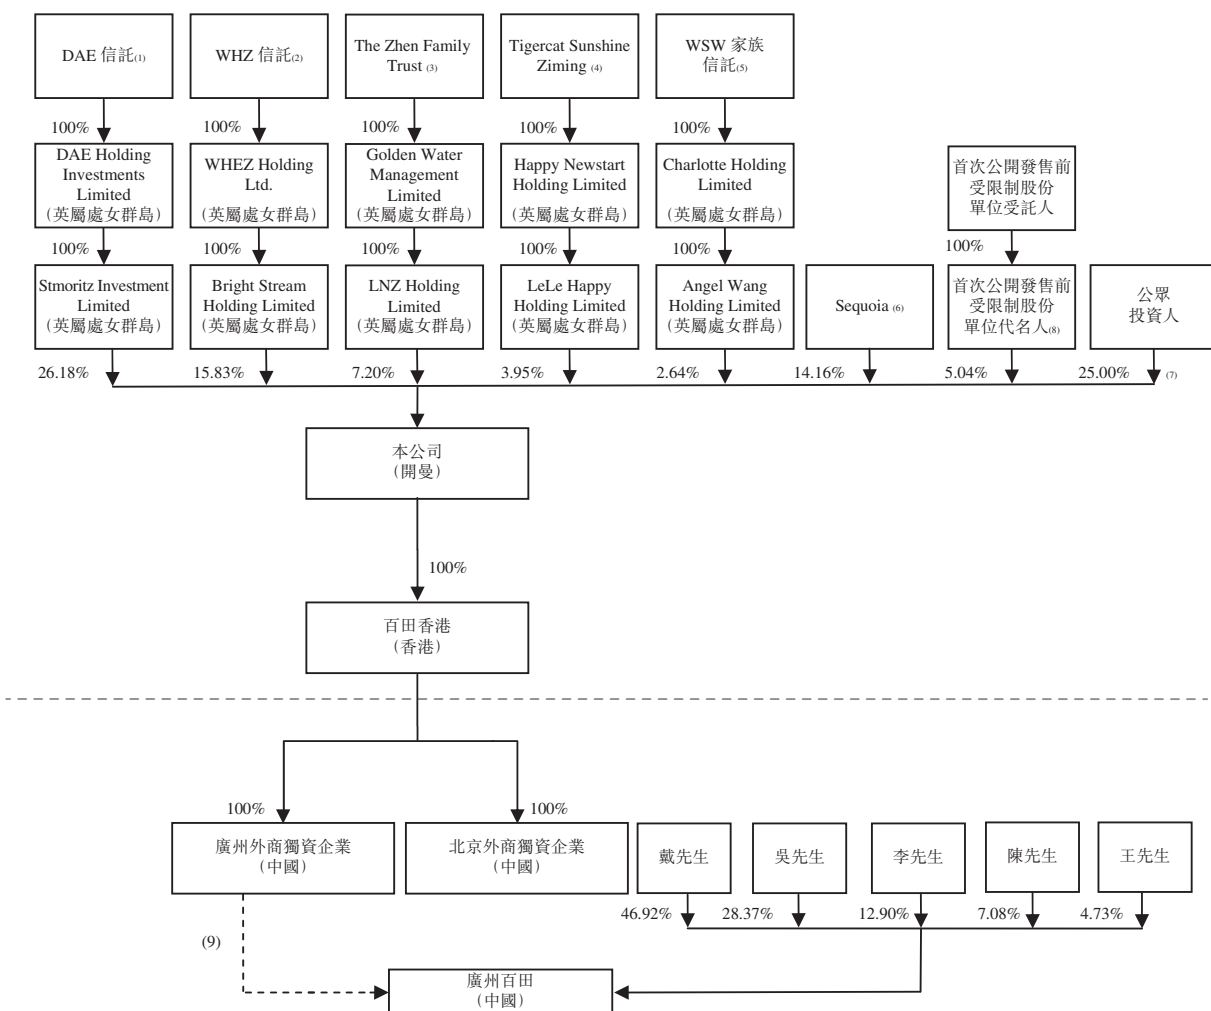 DAE 信託(1)
WHZ 信託(2)
The Zhen Family
Trust (3)
Tigercat Sunshine
Ziming (4)
WSW 家族
信託(5)
100%
100%
100%
100%
100%
DAE Holding
Investments
Limited
(英屬處女群島)
WHEZ Holding
Ltd.
(英屬處女群島)
Golden Water
Management
Limited
(英屬處女群島)
Happy Newstart
Holding Limited
(英屬處女群島)
Charlotte Holding
Limited
(英屬處女群島)
首次公開發售前
受限制股份
單位受託人
100%
100%
100%
100%
100%
100%
Stmoritz Investment
Limited
(英屬處女群島)
Bright Stream
Holding Limited
(英屬處女群島)
LNZ Holding
Limited
(英屬處女群島)
LeLe Happy
Holding Limited
(英屬處女群島)
Angel Wang
Holding Limited
(英屬處女群島)
Sequoia (6)
首次公開發售前
受限制股份
單位代名人(8)
公眾
投資人
26.18%
15.83%
7.20%
3.95%
2.64%
14.16%
5.04%
25.00% (7)
本公司
(開曼)
100%
百田香港
(香港)
100%
100%
廣州外商獨資企業
(中國)
北京外商獨資企業
(中國)
戴先生
吳先生
李先生
陳先生
王先生
46.92%
28.37%
12.90%
7.08%
4.73%
(9)
廣州百田
(中國)